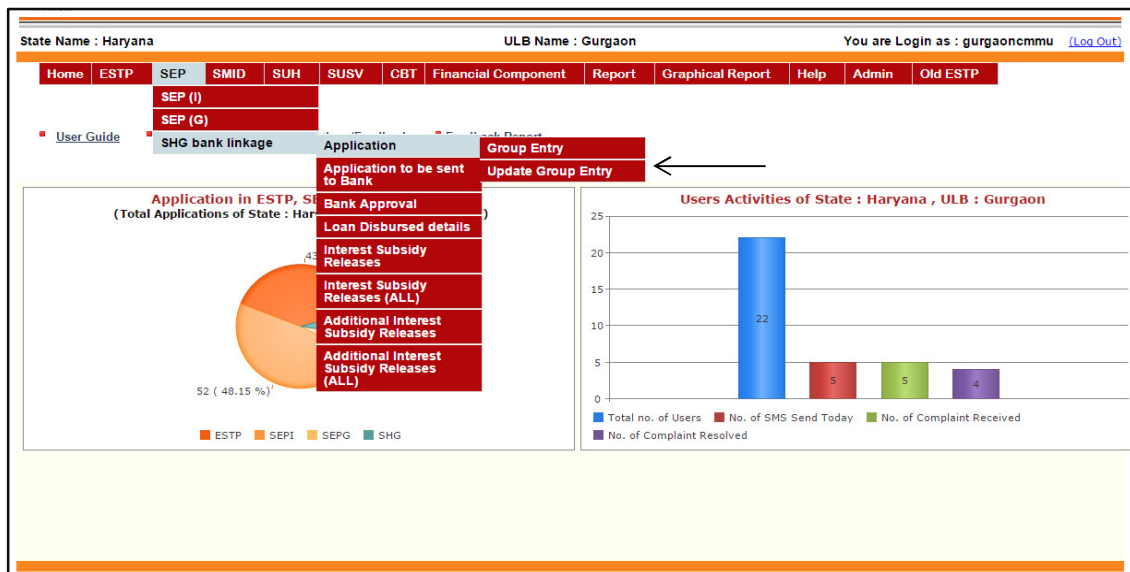 State Name : Haryana ULB Name : Gurgaon You are Login as : gurgaoncmmu (Log Out)
Home ESTP SEP SMID SUH SUSV CBT Financial Component Report Graphical Report Help Admin Old ESTP
SEP (I)
SEP (G)
User Guide
SHG bank linkage
Application
Group Entry
Update Group Entry
Application to be sent
to Bank
Bank Approval
Loan Disbursed details
Interest Subsidy
Releases
Interest Subsidy
Releases (ALL)
Additional Interest
Subsidy Releases
Additional Interest
Subsidy Releases
(ALL)
Application in ESTP,
(Total Applications of State :
43
52 ( 48.15 %)
ESTP SEPI SEPG SHG
Users Activities of State : Haryana , ULB : Gurgaon
25
20
15
10
5
0
22
5
5
4
Total no. of Users No. of SMS Send Today No. of Complaint Received
No. of Complaint Resolved